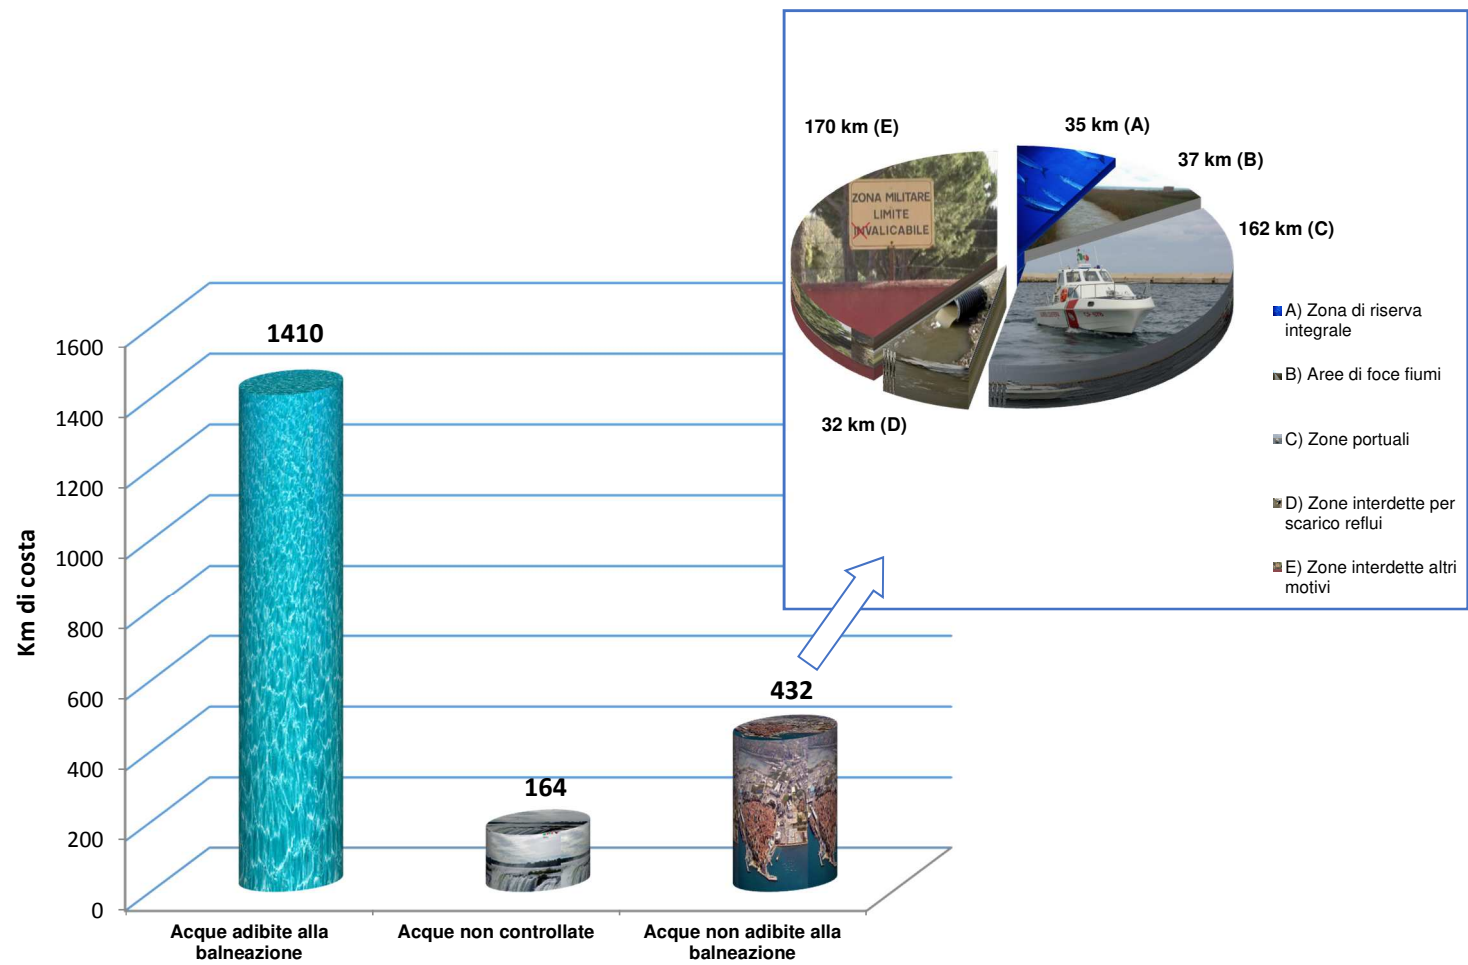 170 km (E)
35 km (A)
37 km (B)
162 km (C)
32 km (D)
ZONA MILITARE
LIMITE
INVALICABILE
A) Zona di riserva
integrale
B) Aree di foce fiumi
C) Zone portuali
D) Zone interdette per
scarico reflui
E) Zone interdette altri
motivi
Km di costa
1600
1400
1200
1000
800
600
400
200
0
1410
164
432
Acque adibite alla
balneazione
Acque non controllate
Acque non adibite alla
balneazione